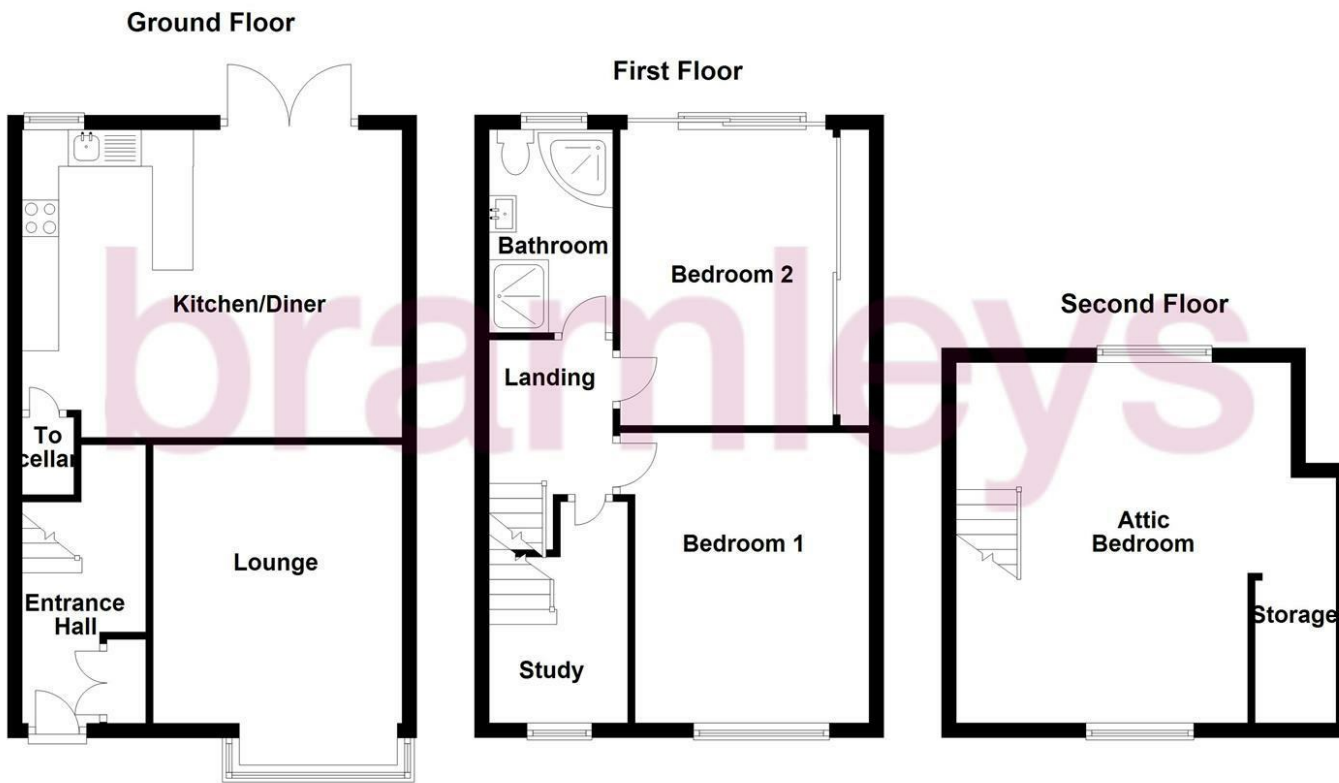 Ground Floor
Kitchen/Diner
To
cellar
Lounge
Entrance
Hall
First Floor
Bathroom
Bedroom 2
Landing
Bedroom 1
Study
Second Floor
Attic
Bedroom
Storage
bramleys